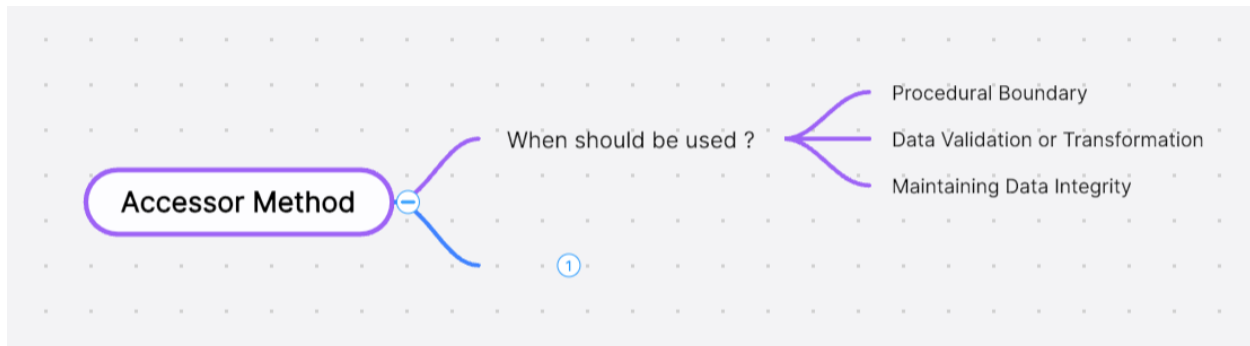 Accessor Method
When should be used ?
Procedural Boundary
Data Validation or Transformation
Maintaining Data Integrity
1